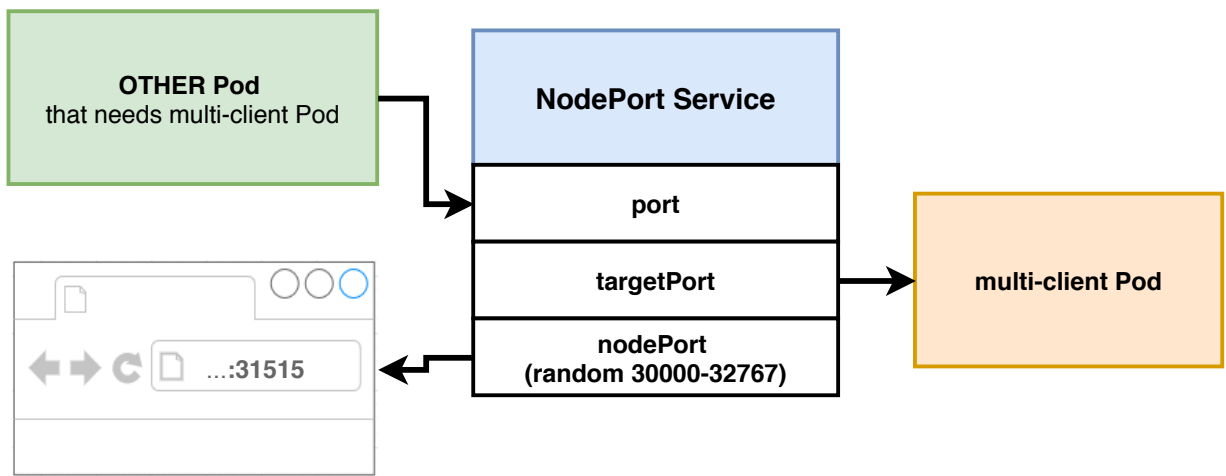 OTHER Pod
that needs multi-client Pod
NodePort Service
port
targetPort
multi-client Pod
nodePort
(random 30000-32767)
...:31515